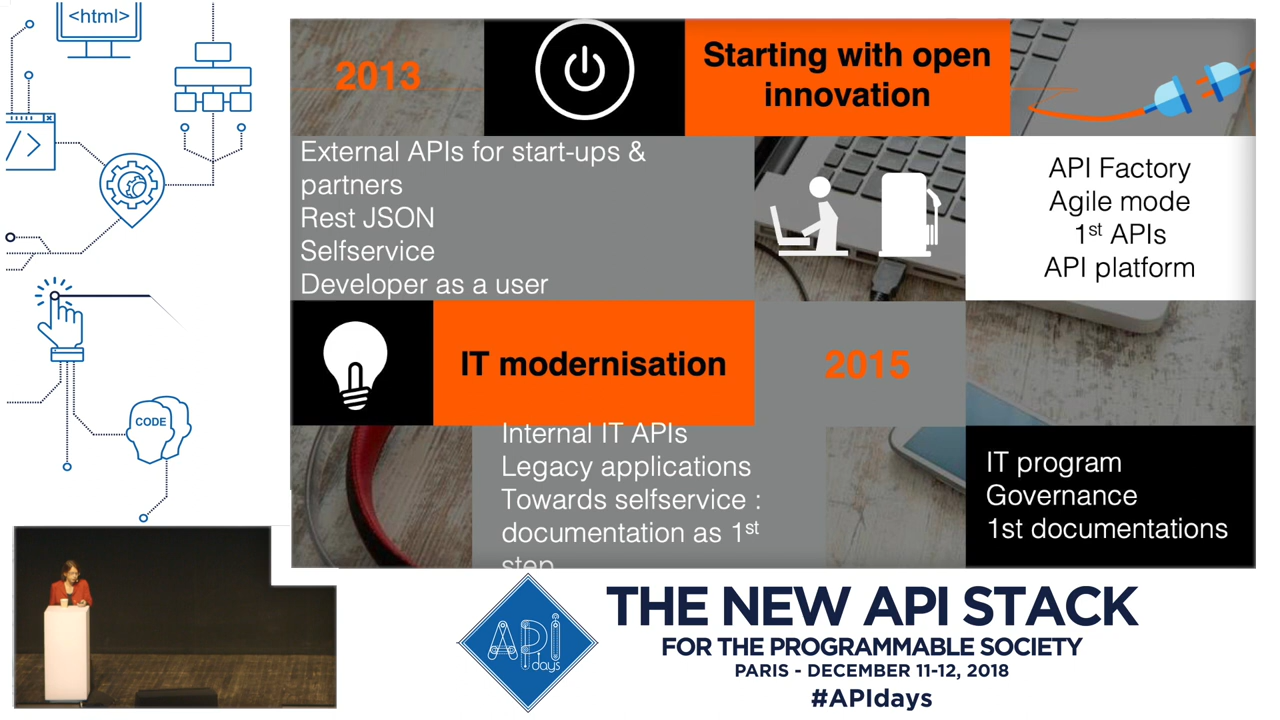 <html>
2013
Starting with open
innovation
External APIs for start-ups &
partners
Rest JSON
Selfservice
Developer as a user
API Factory
Agile mode
1st APIs
API platform
</>
IT modernisation
2015
CODE
Internal IT APIs
Legacy applications
Towards selfservice :
documentation as 1st
step
IT program
Governance
1st documentations
API
days
THE NEW API STACK
FOR THE PROGRAMMABLE SOCIETY
PARIS - DECEMBER 11-12, 2018
#APIdays